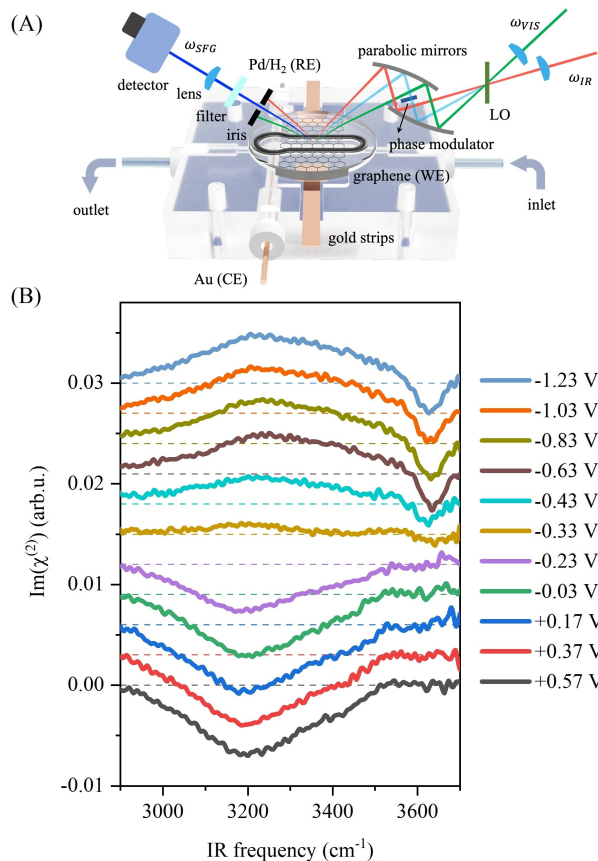 (A)
ω_SFG
ω_VIS
parabolic mirrors
Pd/H₂ (RE)
ω_IR
detector
lens
LO
filter
iris
phase modulator
graphene (WE)
outlet
inlet
gold strips
Au (CE)
(B)
Im(χ⁽²⁾) (arb.u.)
0.03
0.02
0.01
0.00
-0.01
3000 3200 3400 3600
IR frequency (cm⁻¹)
-1.23 V
-1.03 V
-0.83 V
-0.63 V
-0.43 V
-0.33 V
-0.23 V
-0.03 V
+0.17 V
+0.37 V
+0.57 V